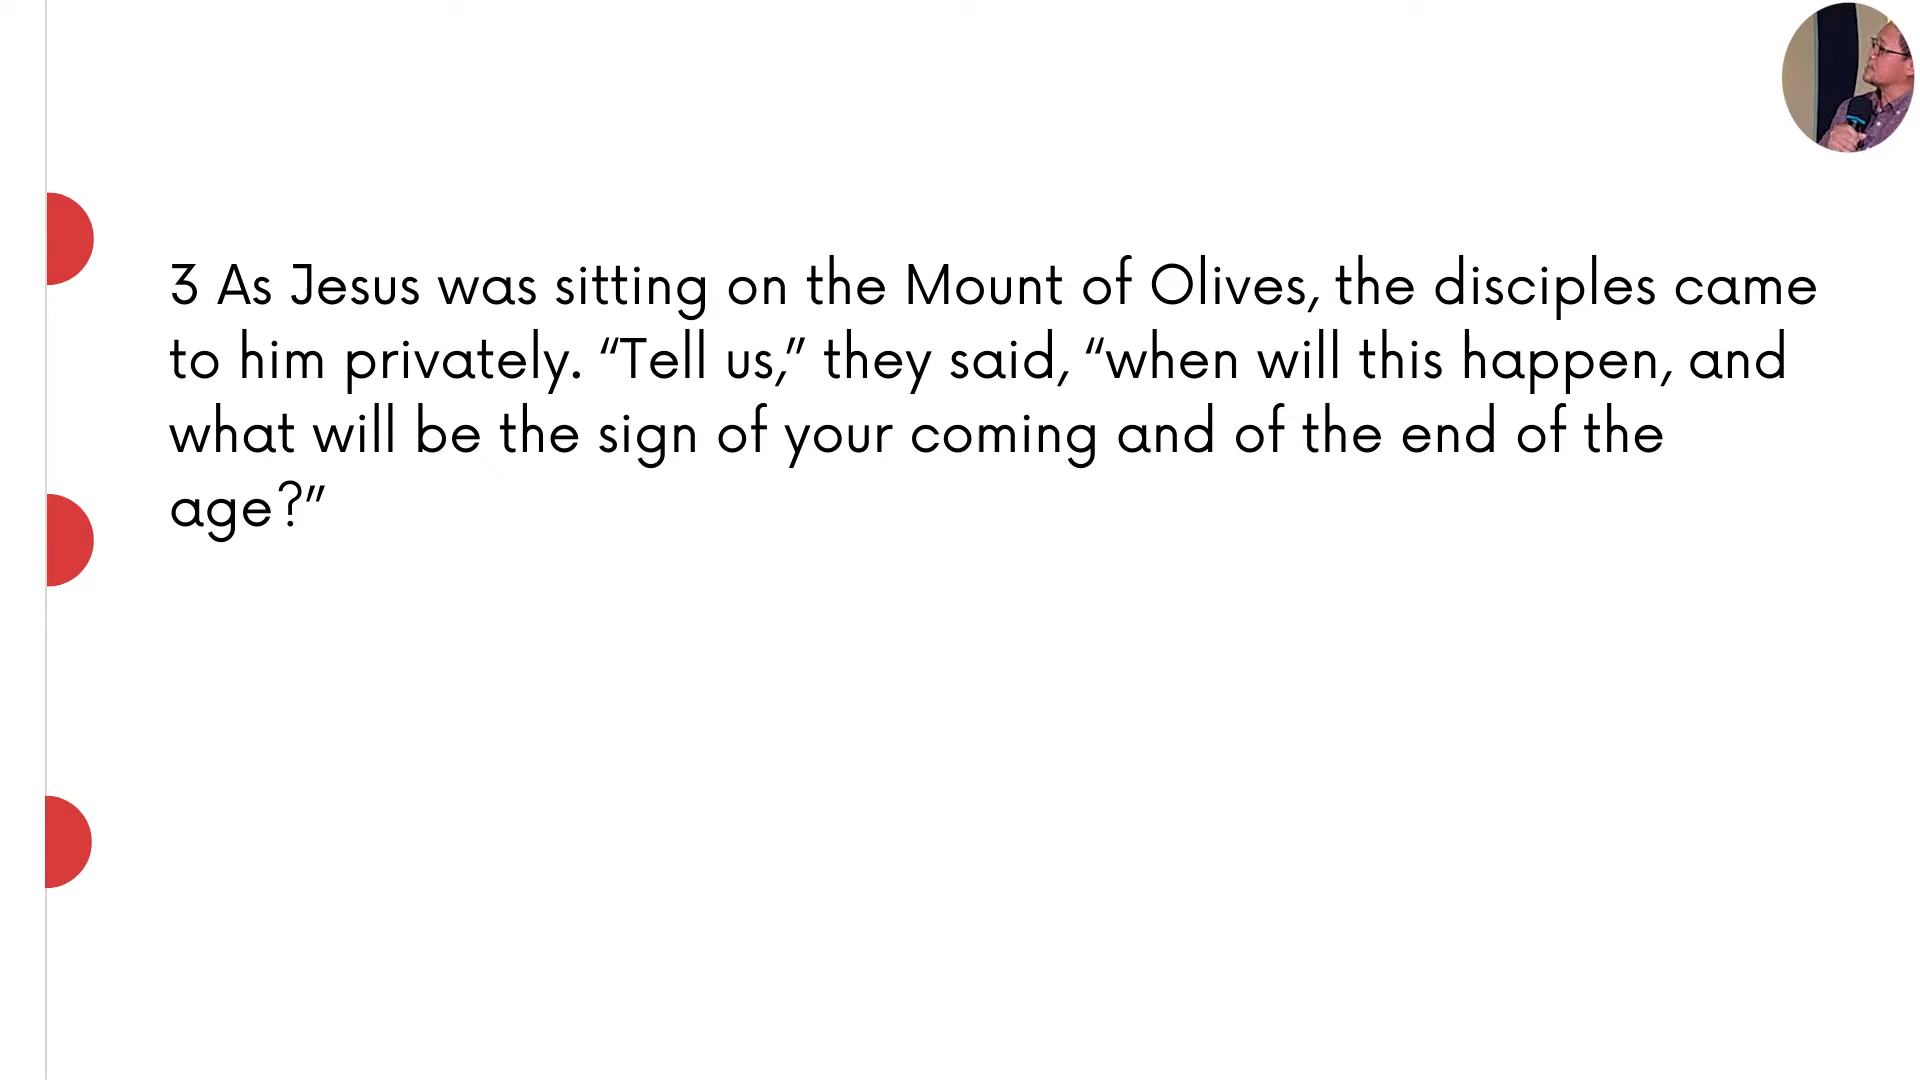 3 As Jesus was sitting on the Mount of Olives, the disciples came
to him privately. “Tell us,” they said, “when will this happen, and
what will be the sign of your coming and of the end of the
age?”